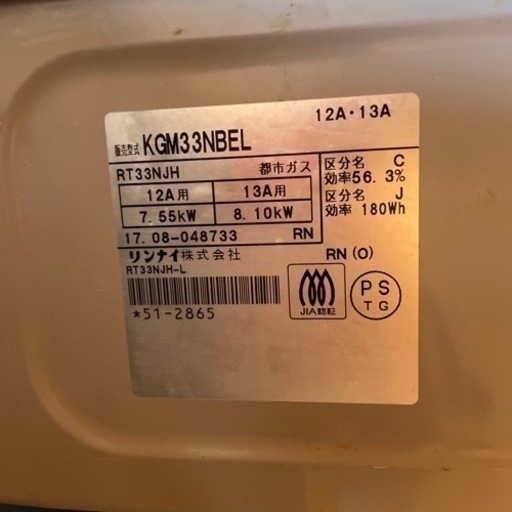 12A・13A
販売型式 KGM33NBEL
RT33NJH 都市ガス
12A用 13A用
7.55kW 8.10kW
17.08-048733 RN
区分名 C
効率56.3%
区分名 J
効率 180Wh
リンナイ株式会社 RN(O)
RT33NJH-L
*51-2865
JIA認証
PS
TG